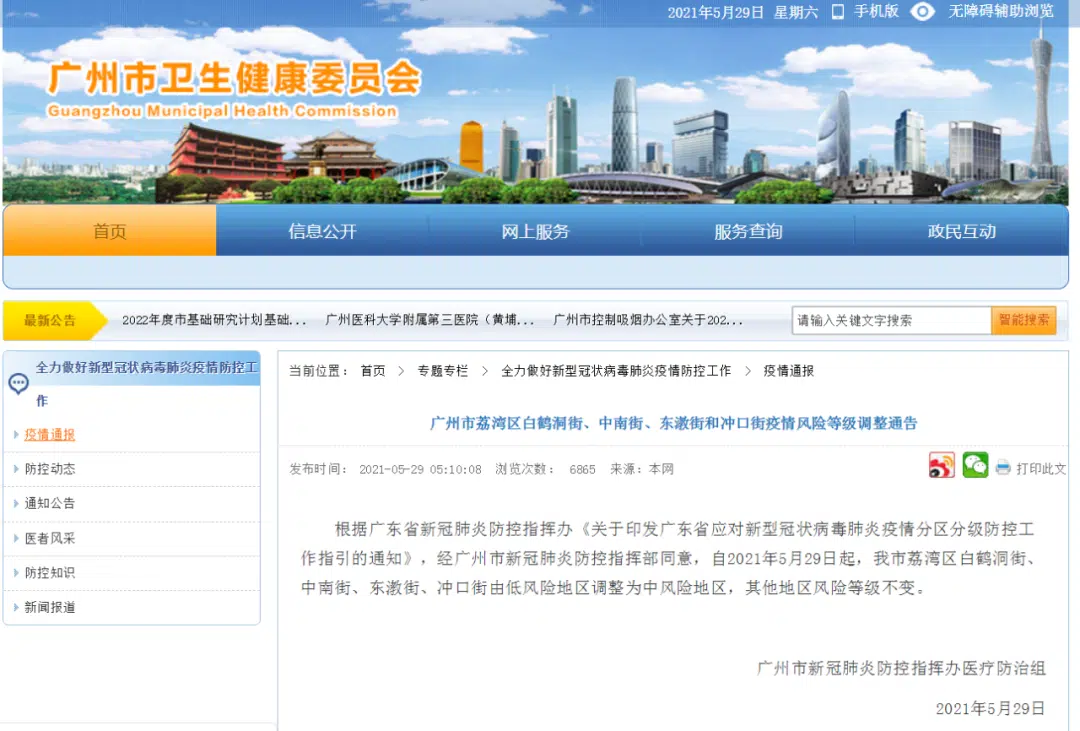 2021年5月29日 星期六 手机版 无障碍辅助浏览
广州市卫生健康委员会
Guangzhou Municipal Health Commission
首页 信息公开 网上服务 服务查询 政民互动
最新公告 2022年度市基础研究计划基础... 广州医科大学附属第三医院（黄埔... 广州市控制吸烟办公室关于202... 请输入关键文字搜索 智能搜索
全力做好新型冠状病毒肺炎疫情防控工
作
疫情通报
防控动态
通知公告
医者风采
防控知识
新闻报道
当前位置： 首页 > 专题专栏 > 全力做好新型冠状病毒肺炎疫情防控工作 > 疫情通报
广州市荔湾区白鹤洞街、中南街、东漖街和冲口街疫情风险等级调整通告
发布时间： 2021-05-29 05:10:08 浏览次数： 6865 来源：本网 打印此文
根据广东省新冠肺炎防控指挥办《关于印发广东省应对新型冠状病毒肺炎疫情分区分级防控工
作指引的通知》，经广州市新冠肺炎防控指挥部同意，自2021年5月29日起，我市荔湾区白鹤洞街、
中南街、东漖街、冲口街由低风险地区调整为中风险地区，其他地区风险等级不变。
广州市新冠肺炎防控指挥办医疗防治组
2021年5月29日